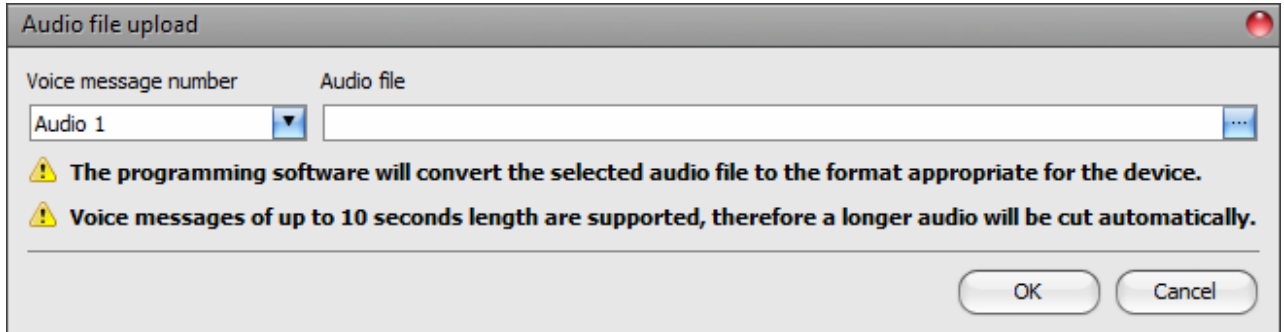 Audio file upload
Voice message number Audio file
Audio 1 ...
The programming software will convert the selected audio file to the format appropriate for the device.
Voice messages of up to 10 seconds length are supported, therefore a longer audio will be cut automatically.
OK Cancel